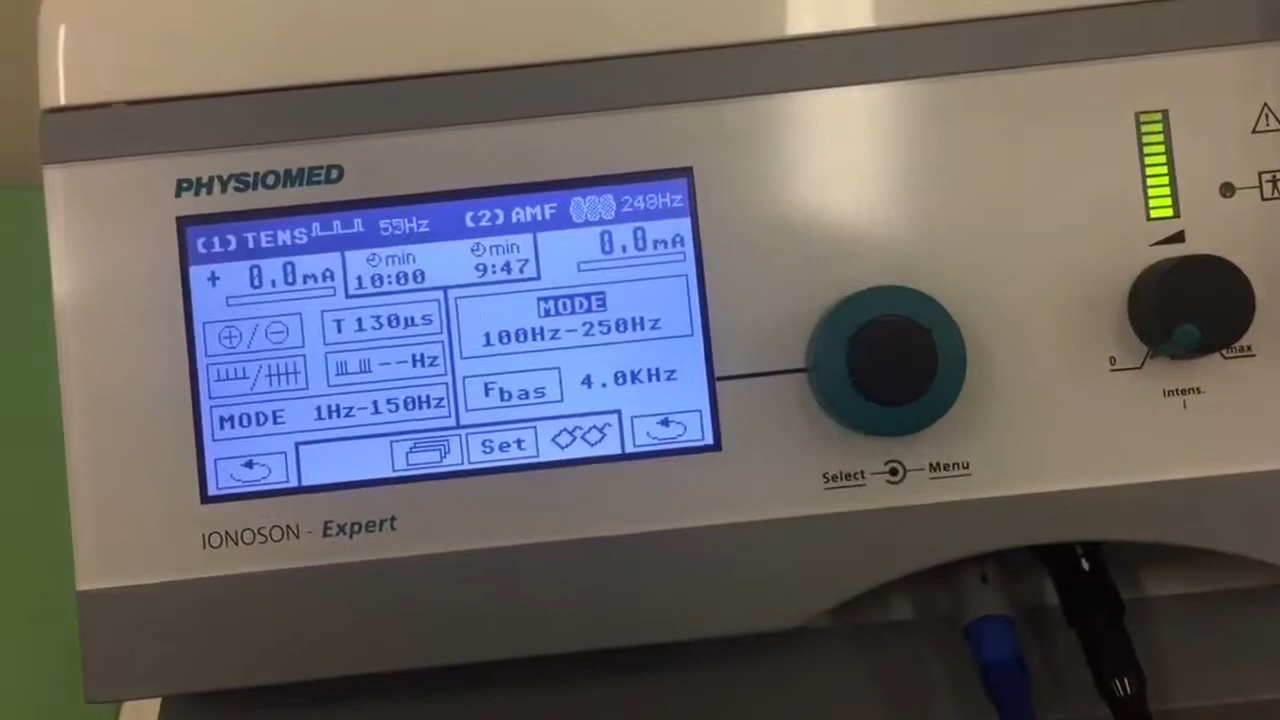 PHYSIOMED
(1)TENS 55Hz (2)AMF 248Hz
+ 0.0mA min 10:00 min 9:47 0.0mA
T 130µs MODE
100Hz-250Hz
--Hz
Fbas 4.0KHz
MODE 1Hz-150Hz
Set
IONOSON - Expert
Select Menu
0 max
intens.
I